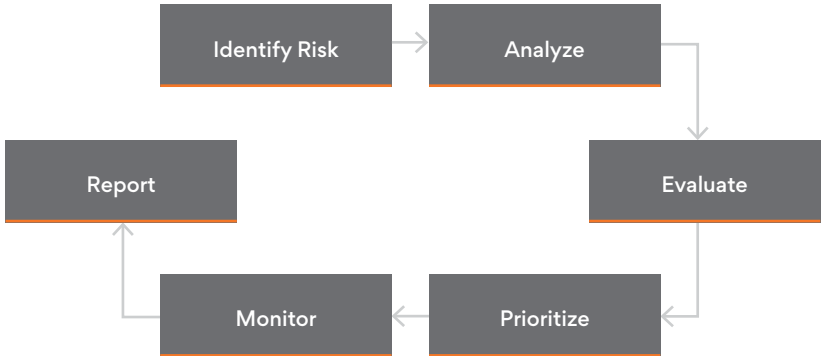 Identify Risk
Analyze
Evaluate
Prioritize
Monitor
Report